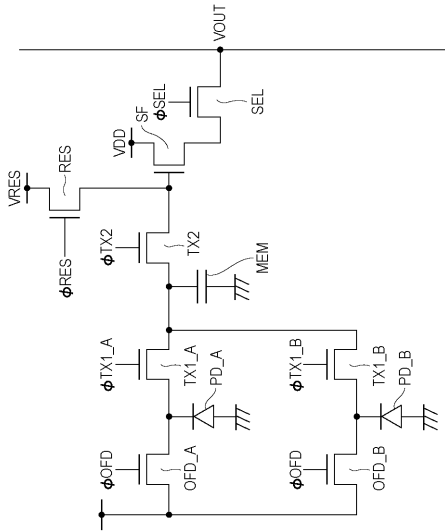 VOUT
ϕSEL
SEL
SF
VDD
VRES
RES
ϕRES
ϕTX2
TX2
MEM
ϕTX1_A
TX1_A
PD_A
ϕOFD
OFD_A
ϕTX1_B
TX1_B
PD_B
ϕOFD
OFD_B